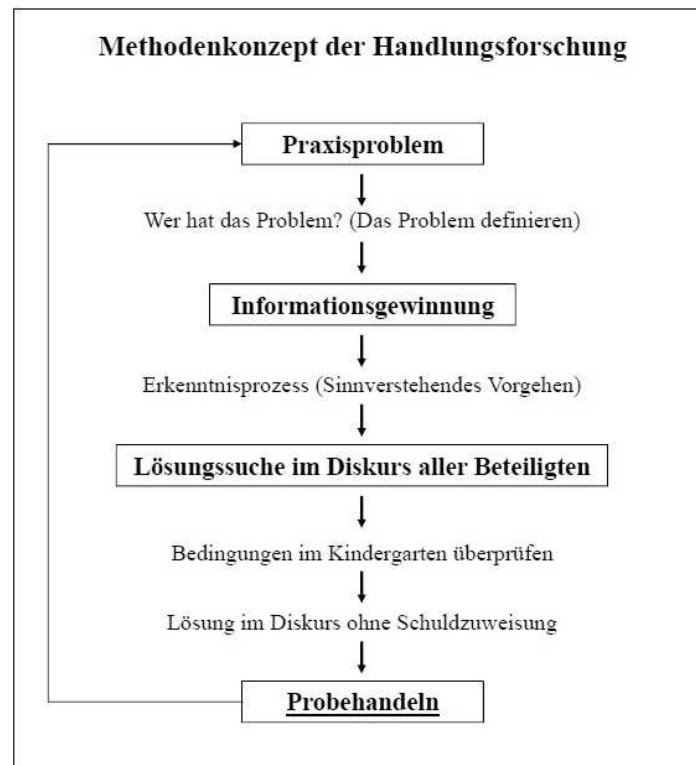 Methodenkonzept der Handlungsforschung
Praxisproblem
Wer hat das Problem? (Das Problem definieren)
Informationsgewinnung
Erkenntnisprozess (Sinnverstehendes Vorgehen)
Lösungssuche im Diskurs aller Beteiligten
Bedingungen im Kindergarten überprüfen
Lösung im Diskurs ohne Schuldzuweisung
Probehandeln